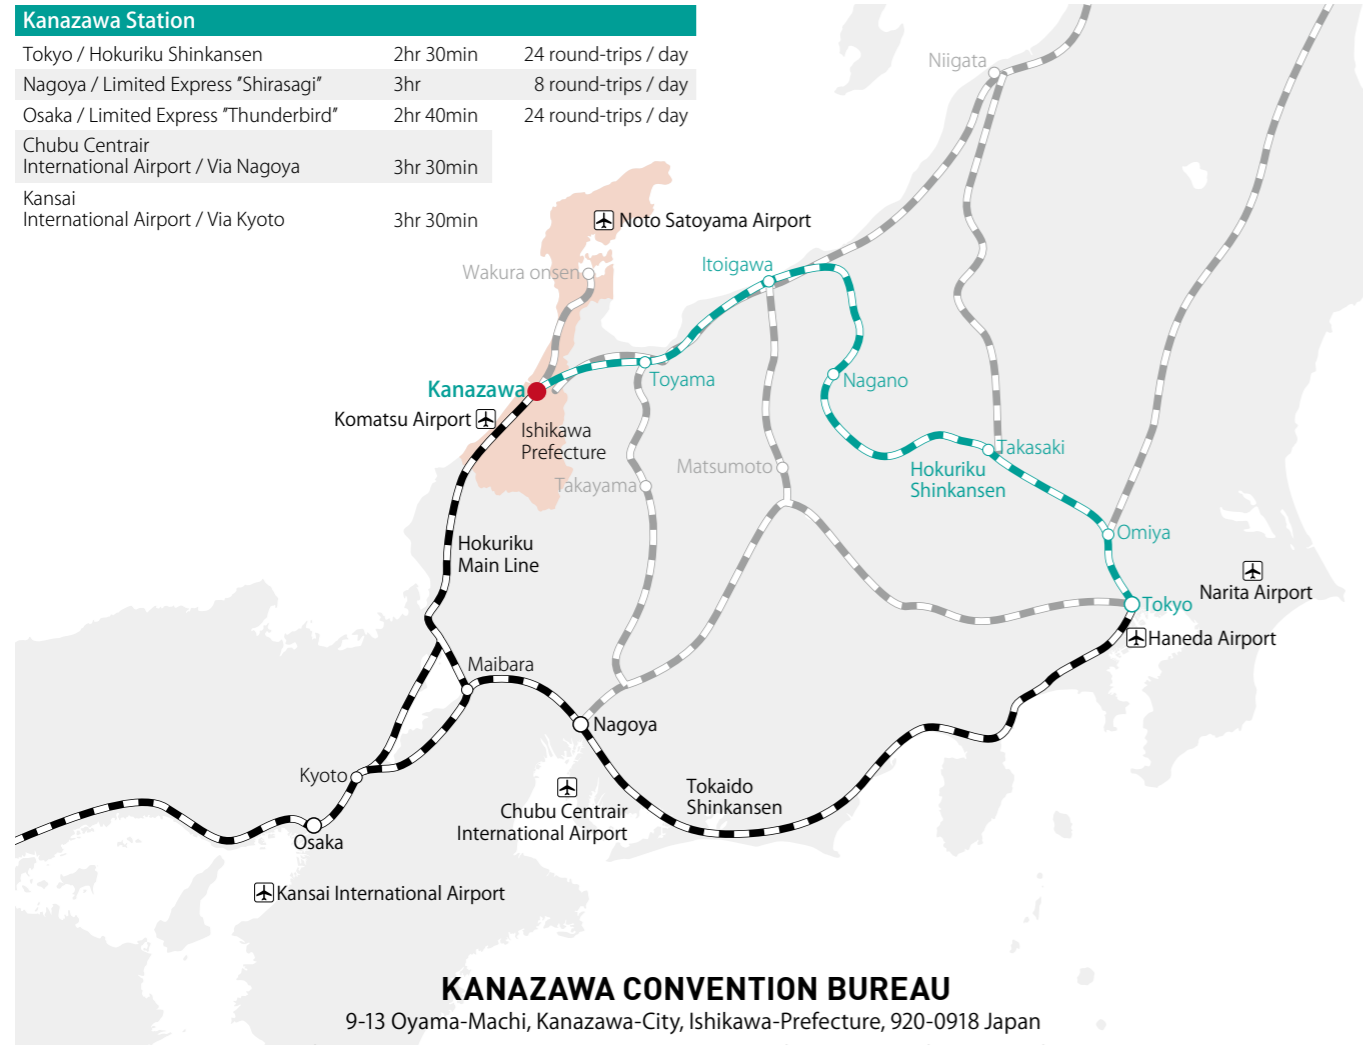 Kanazawa Station
Tokyo / Hokuriku Shinkansen 2hr 30min 24 round-trips / day
Nagoya / Limited Express "Shirasagi" 3hr 8 round-trips / day
Osaka / Limited Express "Thunderbird" 2hr 40min 24 round-trips / day
Chubu Centrair
International Airport / Via Nagoya 3hr 30min
Kansai
International Airport / Via Kyoto 3hr 30min
Niigata
Noto Satoyama Airport
Wakura onsen
Itoigawa
Toyama
Nagano
Kanazawa
Komatsu Airport
Ishikawa
Prefecture
Takayama
Matsumoto
Takasaki
Hokuriku
Shinkansen
Omiya
Hokuriku
Main Line
Narita Airport
Tokyo
Haneda Airport
Maibara
Nagoya
Kyoto
Tokaido
Shinkansen
Chubu Centrair
International Airport
Osaka
Kansai International Airport
KANAZAWA CONVENTION BUREAU
9-13 Oyama-Machi, Kanazawa-City, Ishikawa-Prefecture, 920-0918 Japan